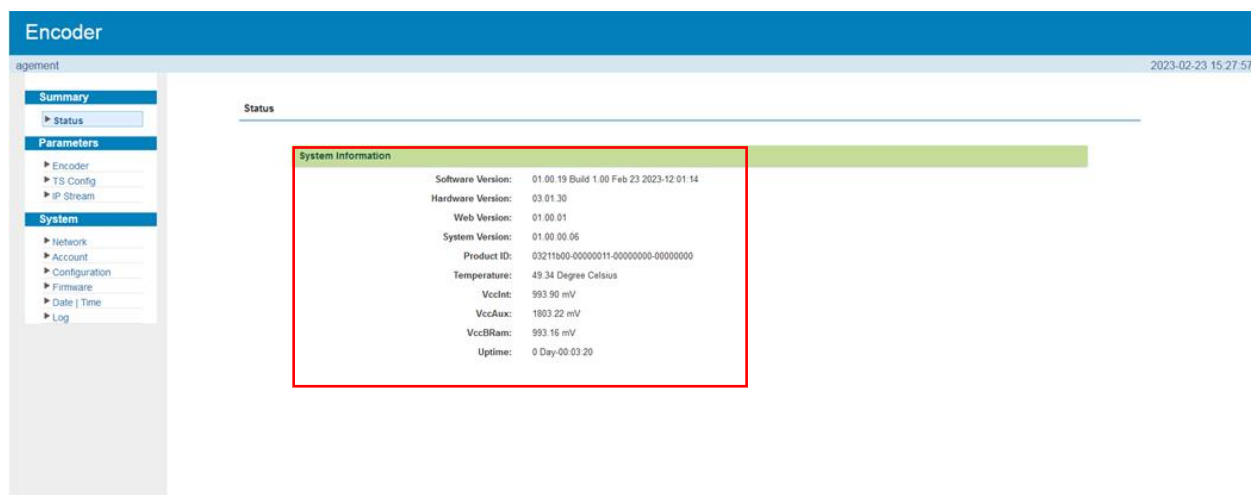 Encoder
agement 2023-02-23 15:27:57
Summary
Status
Parameters
Encoder
TS Config
IP Stream
System
Network
Account
Configuration
Firmware
Date | Time
Log
Status
System Information
Software Version: 01.00.19 Build 1.00 Feb 23 2023-12:01:14
Hardware Version: 03.01.30
Web Version: 01.00.01
System Version: 01.00.00.06
Product ID: 03211b00-00000011-00000000-00000000
Temperature: 49.34 Degree Celsius
VccInt: 993.90 mV
VccAux: 1803.22 mV
VccBRam: 993.16 mV
Uptime: 0 Day-00:03:20